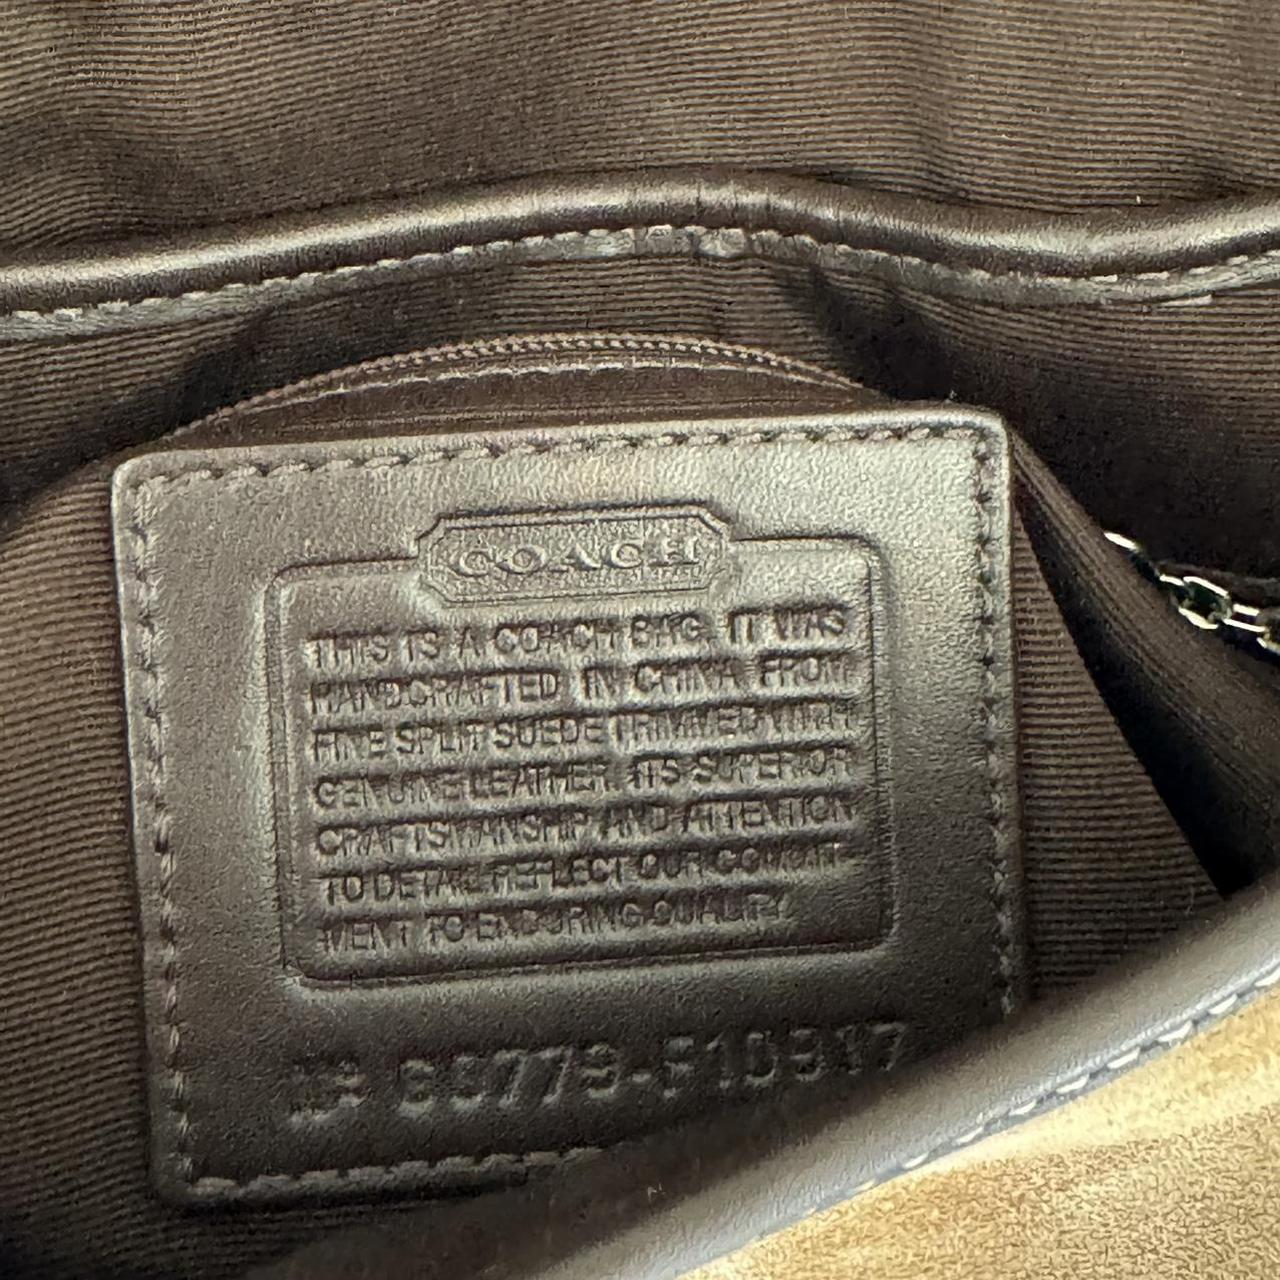 COACH
THIS IS A COACH BAG. IT WAS
HANDCRAFTED IN CHINA FROM
FINE SPLIT SUEDE TRIMMED WITH
GENUINE LEATHER. ITS SUPERIOR
CRAFTSMANSHIP AND ATTENTION
TO DETAIL REFLECT OUR COMMIT-
MENT TO ENDURING QUALITY.